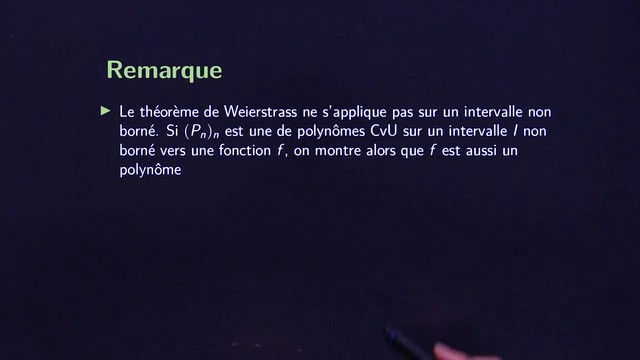 Remarque
▶ Le théorème de Weierstrass ne s'applique pas sur un intervalle non
borné. Si (Pₙ)ₙ est une de polynômes CvU sur un intervalle I non
borné vers une fonction f, on montre alors que f est aussi un
polynôme